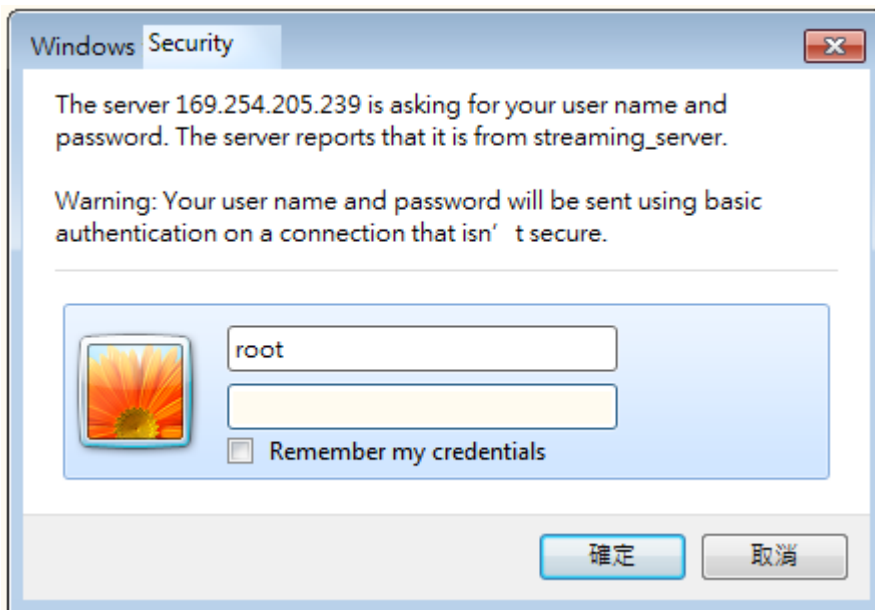 Windows Security
The server 169.254.205.239 is asking for your user name and
password. The server reports that it is from streaming_server.
Warning: Your user name and password will be sent using basic
authentication on a connection that isn' t secure.
root
Remember my credentials
確定 取消